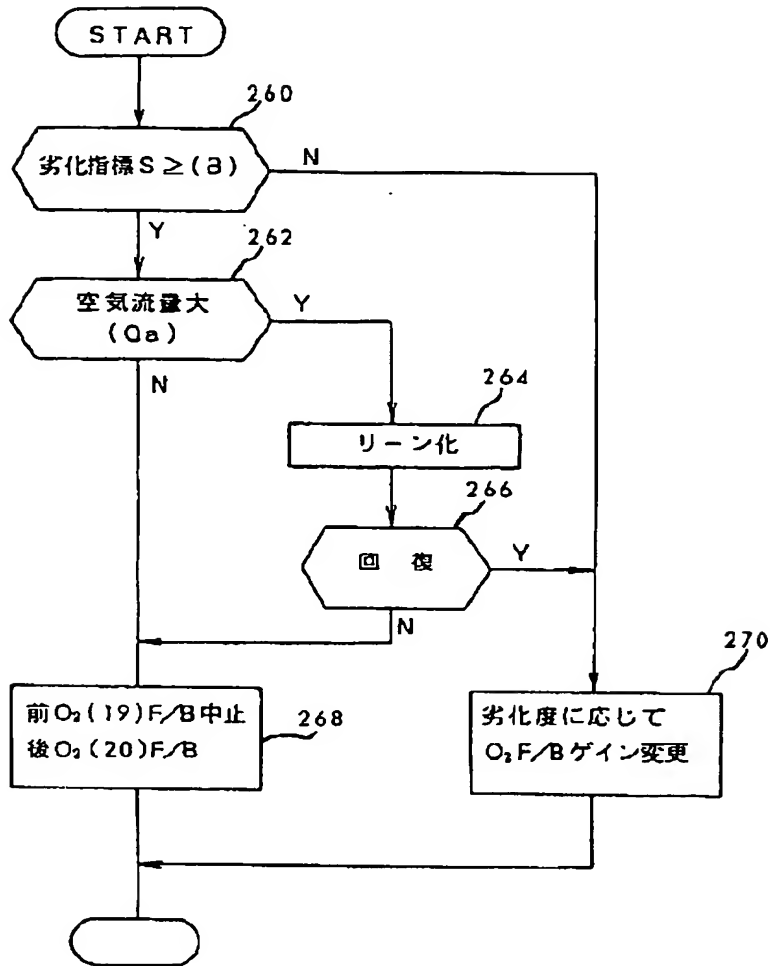 START
260
劣化指標S≥(a)
N
Y
262
空気流量大
(Qa)
Y
N
264
リーン化
266
回 復
Y
N
270
前O₂(19)F/B中止
後O₂(20)F/B
268
劣化度に応じて
O₂F/Bゲイン変更